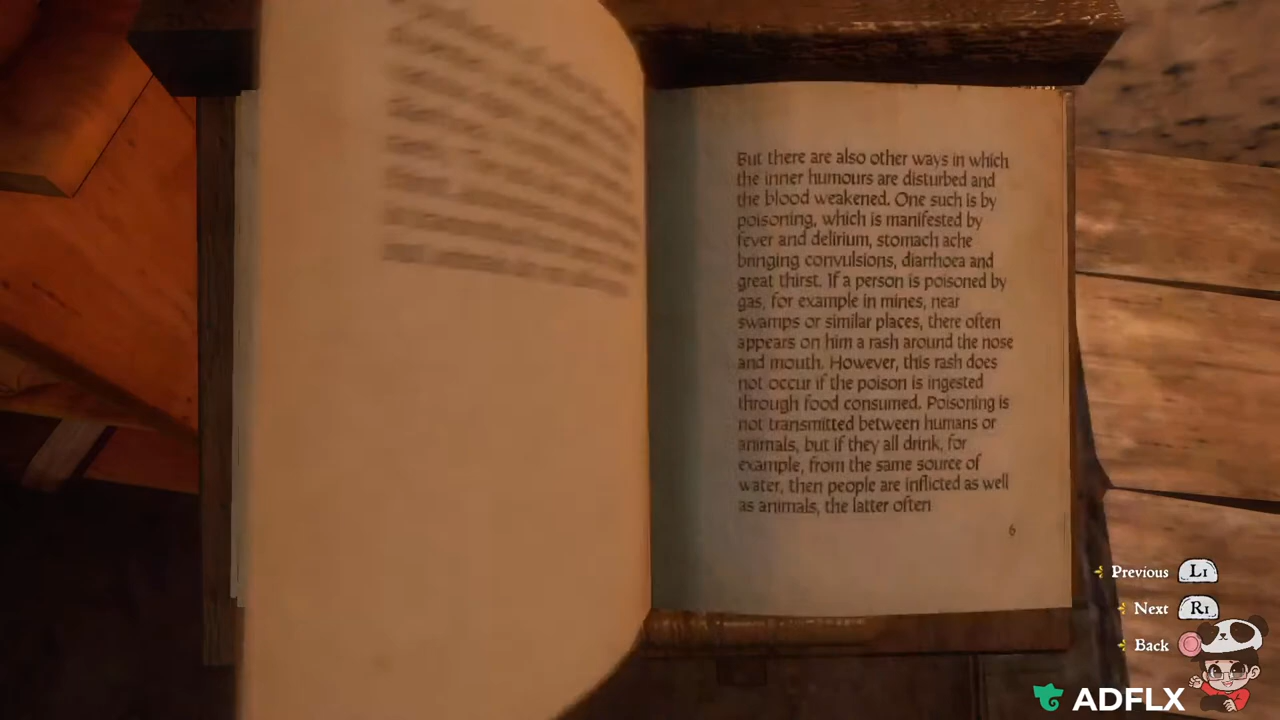 But there are also other ways in which
the inner humours are disturbed and
the blood weakened. One such is by
poisoning, which is manifested by
fever and delirium, stomach ache
bringing convulsions, diarrhoea and
great thirst. If a person is poisoned by
gas, for example in mines, near
swamps or similar places, there often
appears on him a rash around the nose
and mouth. However, this rash does
not occur if the poison is ingested
through food consumed. Poisoning is
not transmitted between humans or
animals, but if they all drink, for
example, from the same source of
water, then people are inflicted as well
as animals, the latter often
6
Previous L1
Next R1
Back
ADFLX